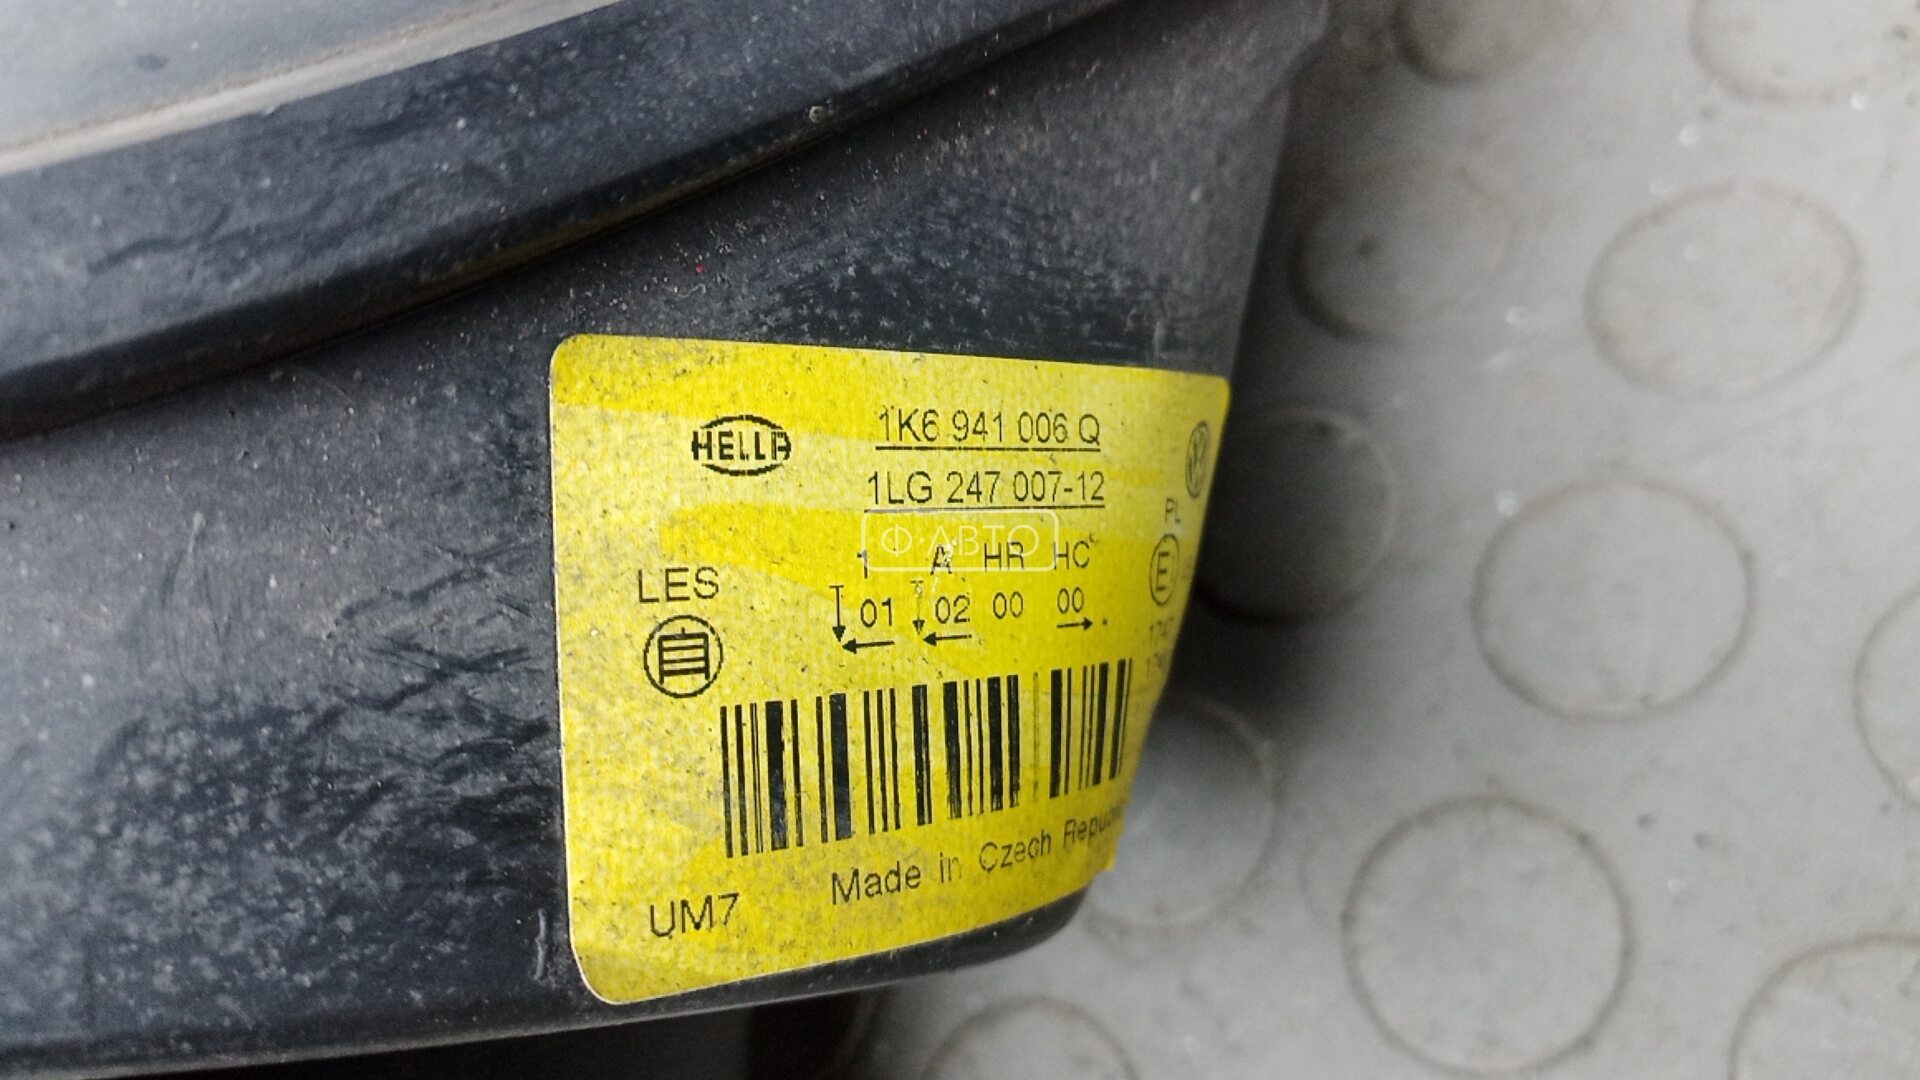 HELLA
1K6 941 006 Q
1LG 247 007-12
PL
Ф·АВТО
1 A HR HC
E
LES
01 02 00 00
Made in Czech
UM7